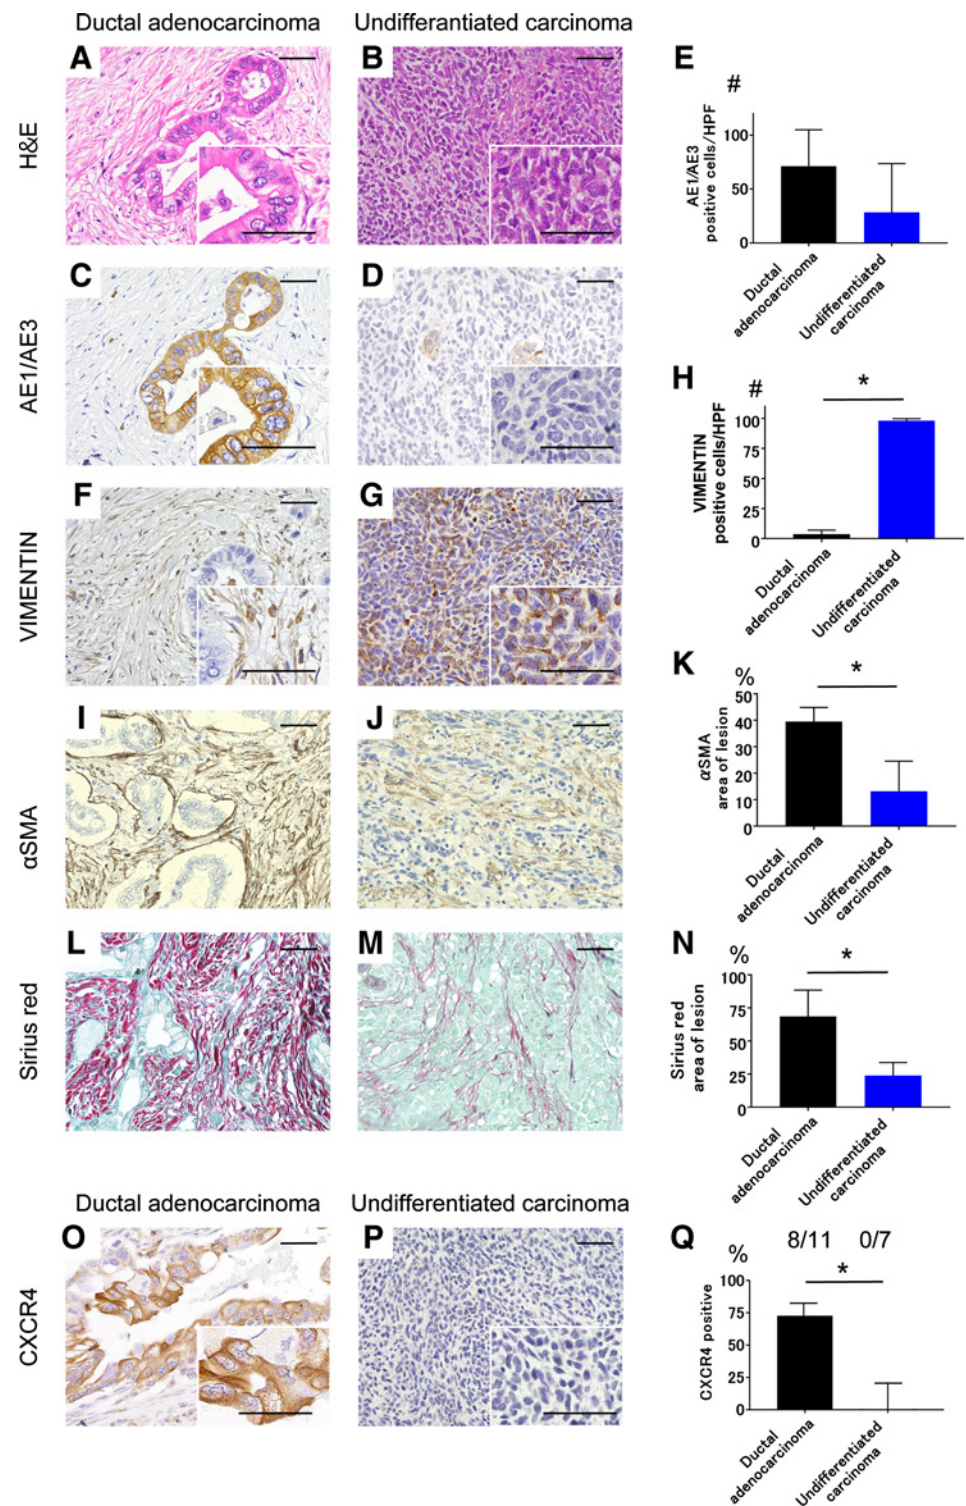 Ductal adenocarcinoma
Undifferantiated carcinoma
H&E
A
B
E
#
AE1/AE3
positive cells/HPF
100
50
0
Ductal
adenocarcinoma
Undifferentiated
carcinoma
AE1/AE3
C
D
H
#
*
VIMENTIN
positive cells/HPF
100
75
25
0
Ductal
adenocarcinoma
Undifferentiated
carcinoma
VIMENTIN
F
G
K
%
*
αSMA
area of lesion
50
40
30
20
10
0
Ductal
adenocarcinoma
Undifferentiated
carcinoma
αSMA
I
J
Sirius red
L
M
N
%
*
Sirius red
area of lesion
100
75
50
25
0
Ductal
adenocarcinoma
Undifferentiated
carcinoma
Ductal adenocarcinoma
Undifferentiated carcinoma
CXCR4
O
P
Q
8/11 0/7
%
*
CXCR4 positive
100
75
50
25
0
Ductal
adenocarcinoma
Undifferentiated
carcinoma